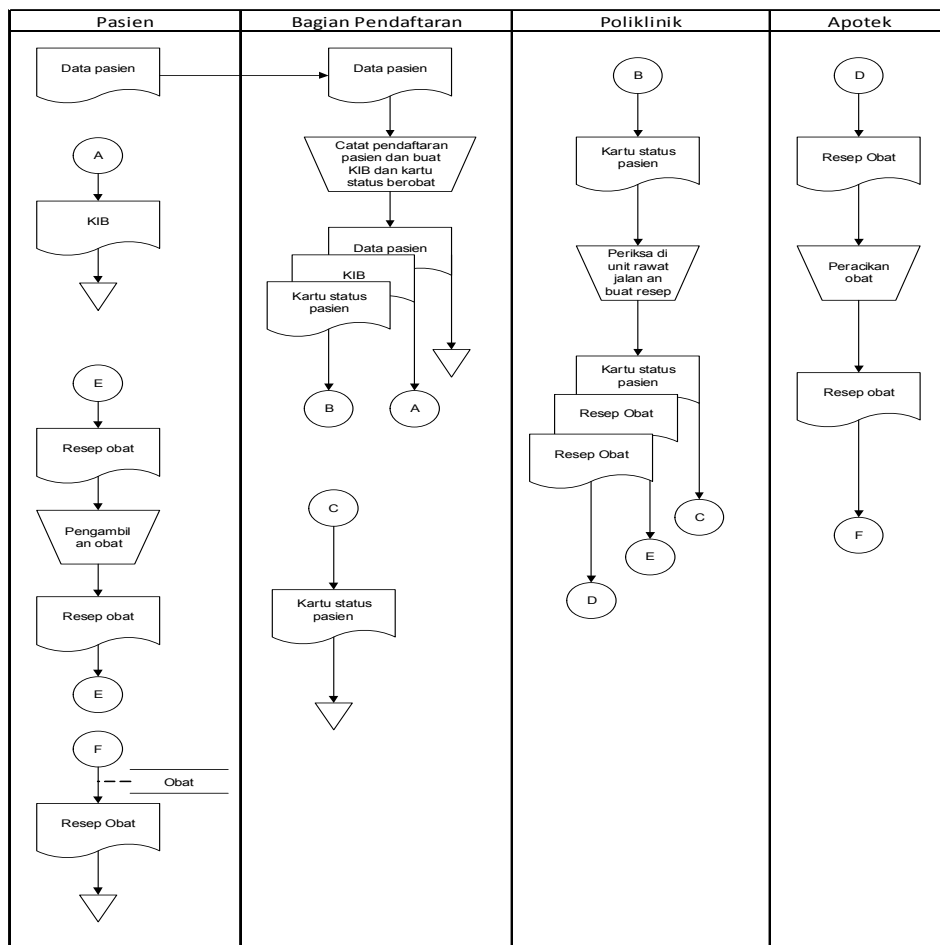 Pasien
Bagian Pendaftaran
Poliklinik
Apotek
Data pasien
A
KIB
E
Resep obat
Pengambil
an obat
Resep obat
E
F
Obat
Resep Obat
Data pasien
Catat pendaftaran
pasien dan buat
KIB dan kartu
status berobat
Data pasien
KIB
Kartu status
pasien
B
A
C
Kartu status
pasien
B
Kartu status
pasien
Periksa di
unit rawat
jalan an
buat resep
Kartu status
pasien
Resep Obat
Resep Obat
C
E
D
D
Resep Obat
Peracikan
obat
Resep obat
F